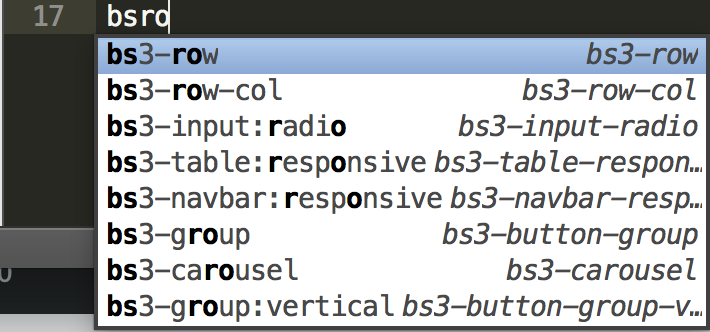 17 bsro
bs3-row bs3-row
bs3-row-col bs3-row-col
bs3-input:radio bs3-input-radio
bs3-table:responsive bs3-table-respon…
bs3-navbar:responsive bs3-navbar-resp…
bs3-group bs3-button-group
bs3-carousel bs3-carousel
bs3-group:vertical bs3-button-group-v…